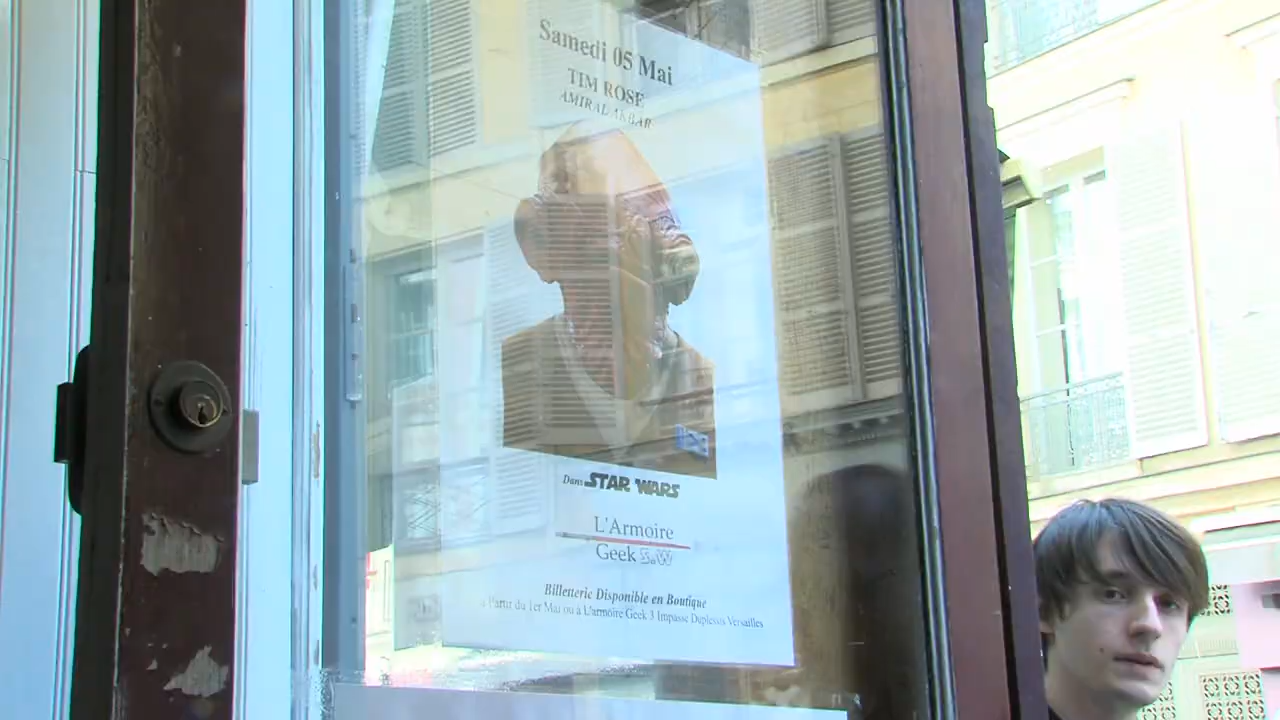 Samedi 05 Mai
TIM ROSE
AMIRAL AKBAR
Dans STAR WARS
L'Armoire
Geek S.W
Billetterie Disponible en Boutique
a Partir du 1er Mai ou à L'armoire Geek 3 Impasse Duplessis Versailles